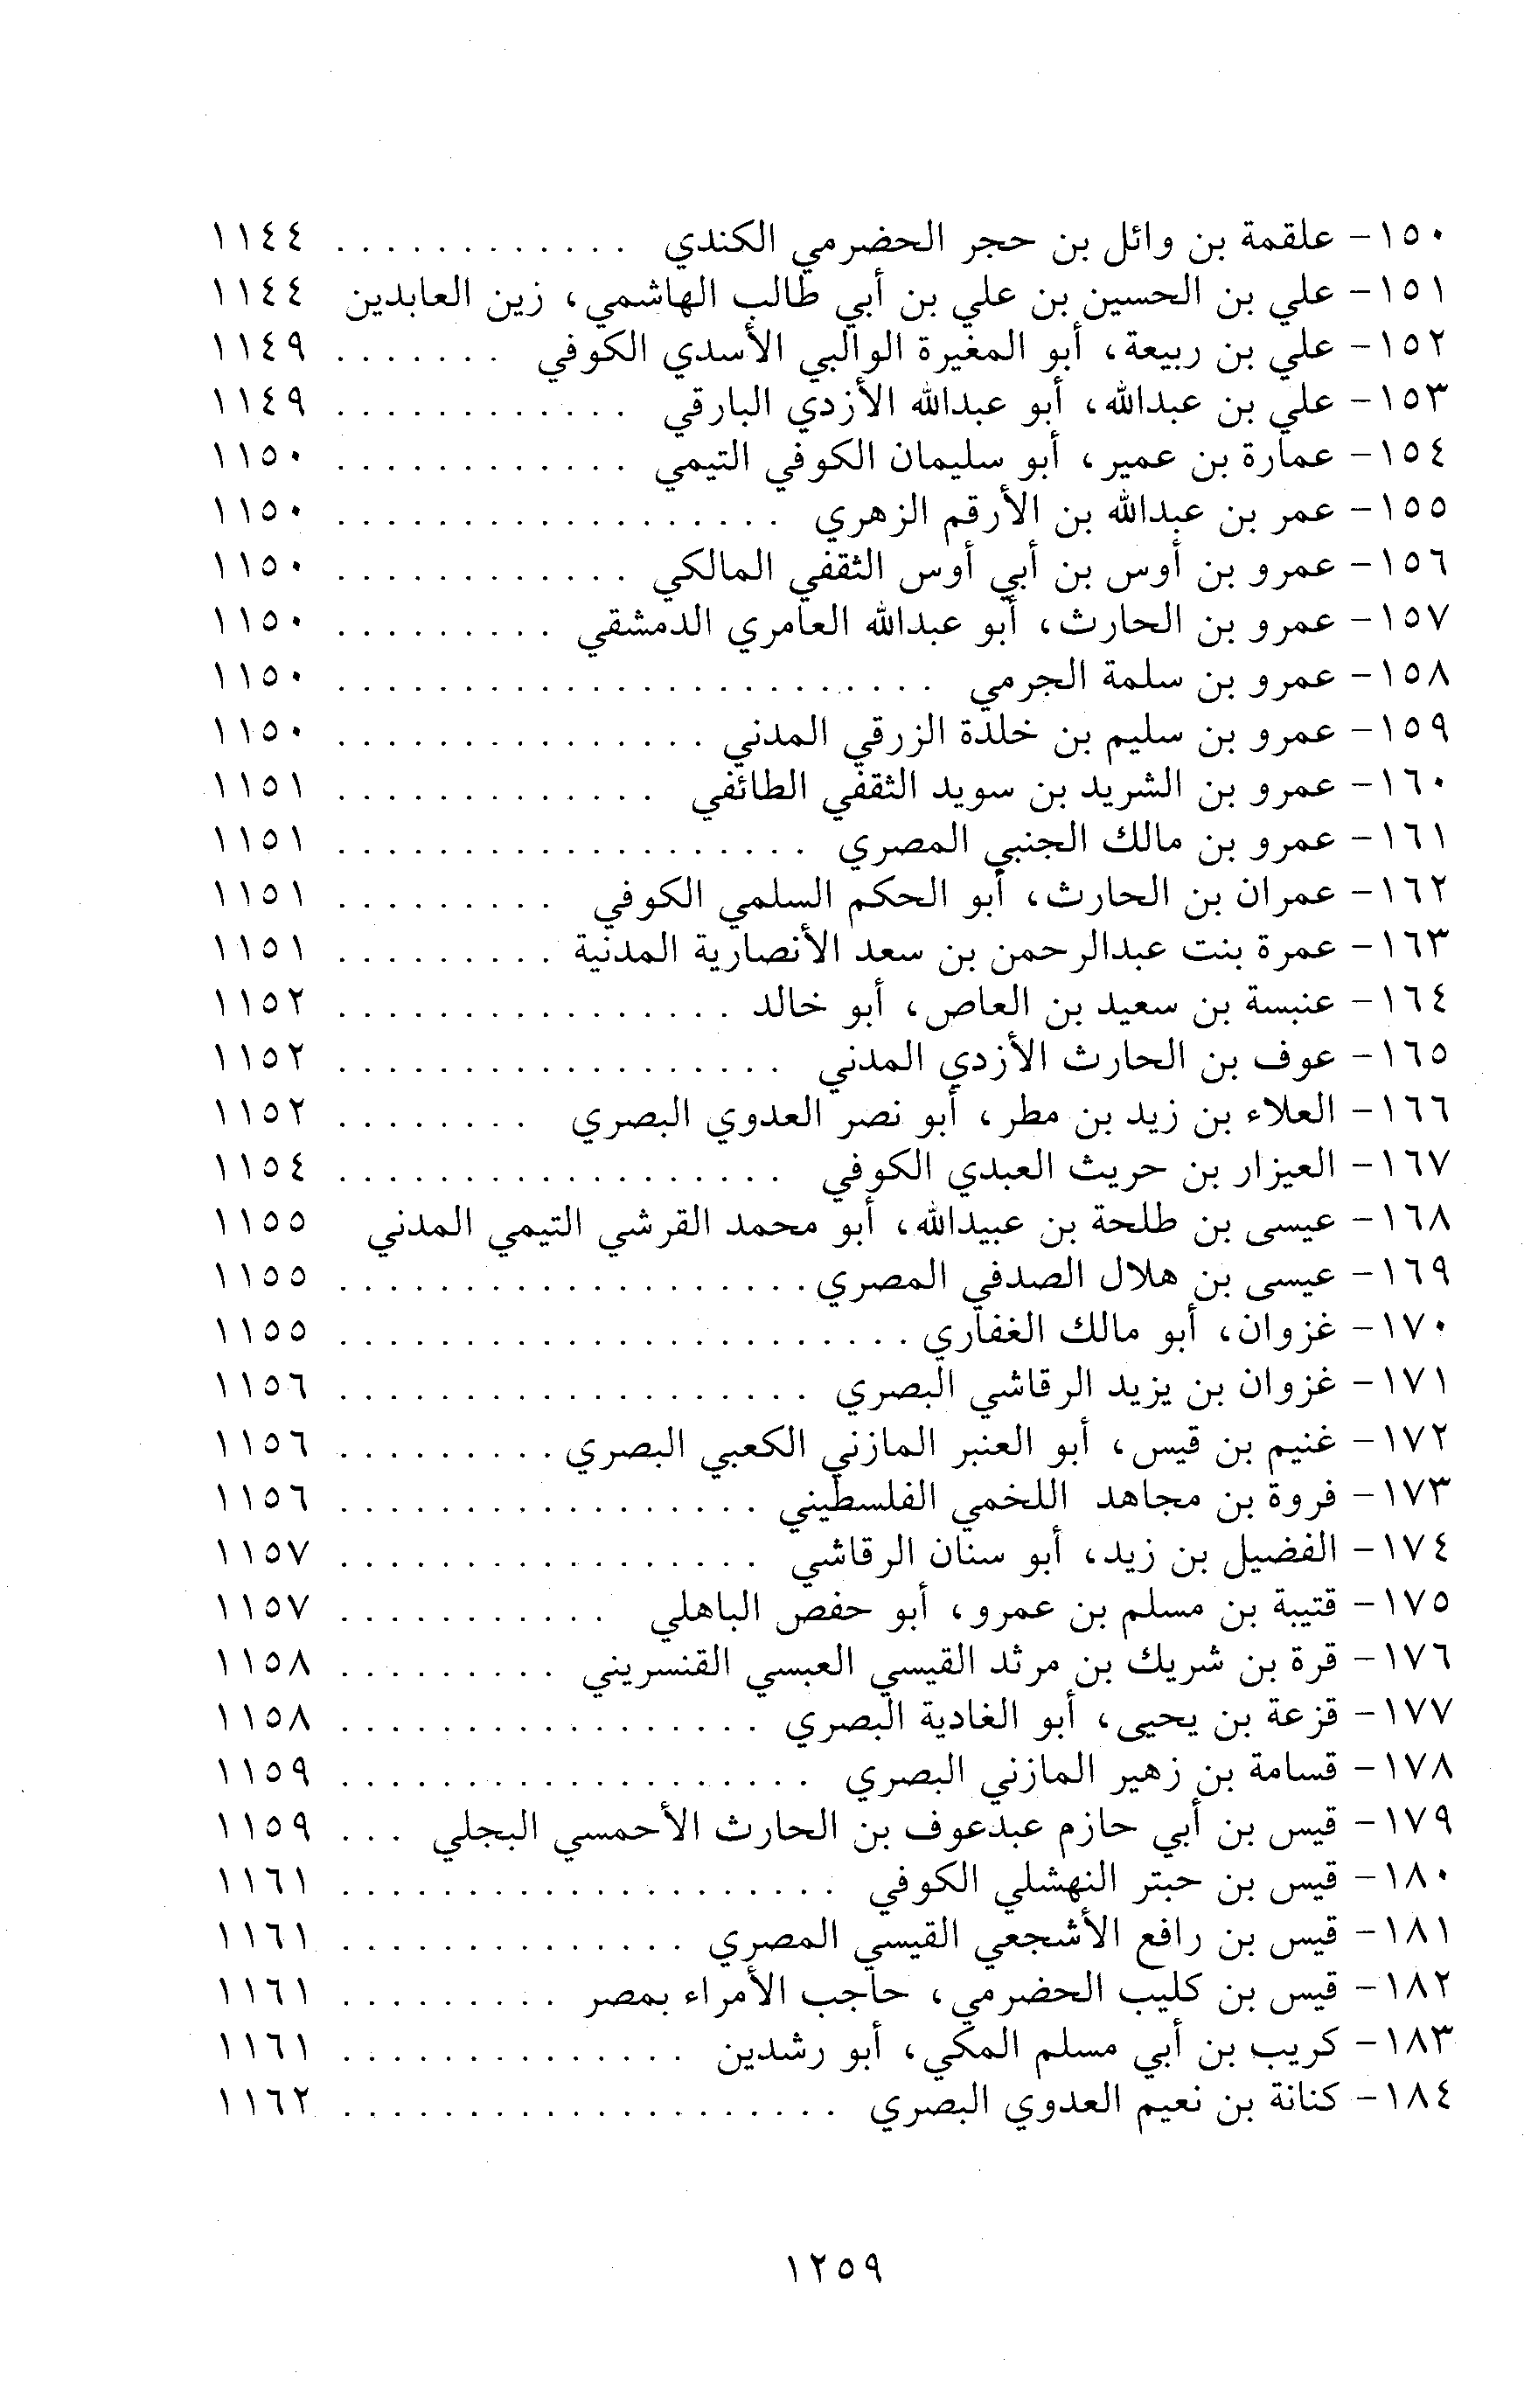 ١٥٠- علقمة بن وائل بن حجر الحضرمي الكندي . . . . . . . . . . . . ١١٤٤
١٥١- علي بن الحسين بن علي بن أبي طالب الهاشمي، زين العابدين ١١٤٤
١٥٢- علي بن ربيعة، أبو المغيرة الوالبي الأسدي الكوفي . . . . . . . ١١٤٩
١٥٣- علي بن عبدالله، أبو عبدالله الأزدي البارقي . . . . . . . . . . . . ١١٤٩
١٥٤- عمارة بن عمير، أبو سليمان الكوفي التيمي . . . . . . . . . . . . ١١٥٠
١٥٥- عمر بن عبدالله بن الأرقم الزهري . . . . . . . . . . . . . . . . . . ١١٥٠
١٥٦- عمرو بن أوس بن أبي أوس الثقفي المالكي . . . . . . . . . . . . ١١٥٠
١٥٧- عمرو بن الحارث، أبو عبدالله العامري الدمشقي . . . . . . . . . ١١٥٠
١٥٨- عمرو بن سلمة الجرمي . . . . . . . . . . . . . . . . . . . . . . . . ١١٥٠
١٥٩- عمرو بن سليم بن خلدة الزرقي المدني . . . . . . . . . . . . . . . ١١٥٠
١٦٠- عمرو بن الشريد بن سويد الثقفي الطائفي . . . . . . . . . . . . . ١١٥١
١٦١- عمرو بن مالك الجنبي المصري . . . . . . . . . . . . . . . . . . . ١١٥١
١٦٢- عمران بن الحارث، أبو الحكم السلمي الكوفي . . . . . . . . . ١١٥١
١٦٣- عمرة بنت عبدالرحمن بن سعد الأنصارية المدنية . . . . . . . . . ١١٥١
١٦٤- عنبسة بن سعيد بن العاص، أبو خالد . . . . . . . . . . . . . . . . ١١٥٢
١٦٥- عوف بن الحارث الأزدي المدني . . . . . . . . . . . . . . . . . . ١١٥٢
١٦٦- العلاء بن زيد بن مطر، أبو نصر العدوي البصري . . . . . . . . ١١٥٢
١٦٧- العيزار بن حريث العبدي الكوفي . . . . . . . . . . . . . . . . . . ١١٥٤
١٦٨- عيسى بن طلحة بن عبيدالله، أبو محمد القرشي التيمي المدني ١١٥٥
١٦٩- عيسى بن هلال الصدفي المصري . . . . . . . . . . . . . . . . . . . ١١٥٥
١٧٠- غزوان، أبو مالك الغفاري . . . . . . . . . . . . . . . . . . . . . . . ١١٥٥
١٧١- غزوان بن يزيد الرقاشي البصري . . . . . . . . . . . . . . . . . . . ١١٥٦
١٧٢- غنيم بن قيس، أبو العنبر المازني الكعبي البصري . . . . . . . . . ١١٥٦
١٧٣- فروة بن مجاهد اللخمي الفلسطيني . . . . . . . . . . . . . . . . . ١١٥٦
١٧٤- الفضيل بن زيد، أبو سنان الرقاشي . . . . . . . . . . . . . . . . . ١١٥٧
١٧٥- قتيبة بن مسلم بن عمرو، أبو حفص الباهلي . . . . . . . . . . . ١١٥٧
١٧٦- قرة بن شريك بن مرثد القيسي العبسي القنسريني . . . . . . . . . ١١٥٨
١٧٧- قزعة بن يحيى، أبو الغادية البصري . . . . . . . . . . . . . . . . . ١١٥٨
١٧٨- قسامة بن زهير المازني البصري . . . . . . . . . . . . . . . . . . . ١١٥٩
١٧٩- قيس بن أبي حازم عبدعوف بن الحارث الأحمسي البجلي . . . ١١٥٩
١٨٠- قيس بن حبتر النهشلي الكوفي . . . . . . . . . . . . . . . . . . . . ١١٦١
١٨١- قيس بن رافع الأشجعي القيسي المصري . . . . . . . . . . . . . . ١١٦١
١٨٢- قيس بن كليب الحضرمي، حاجب الأمراء بمصر . . . . . . . . . ١١٦١
١٨٣- كريب بن أبي مسلم المكي، أبو رشدين . . . . . . . . . . . . . . ١١٦١
١٨٤- كنانة بن نعيم العدوي البصري . . . . . . . . . . . . . . . . . . . . ١١٦٢
١٢٥٩